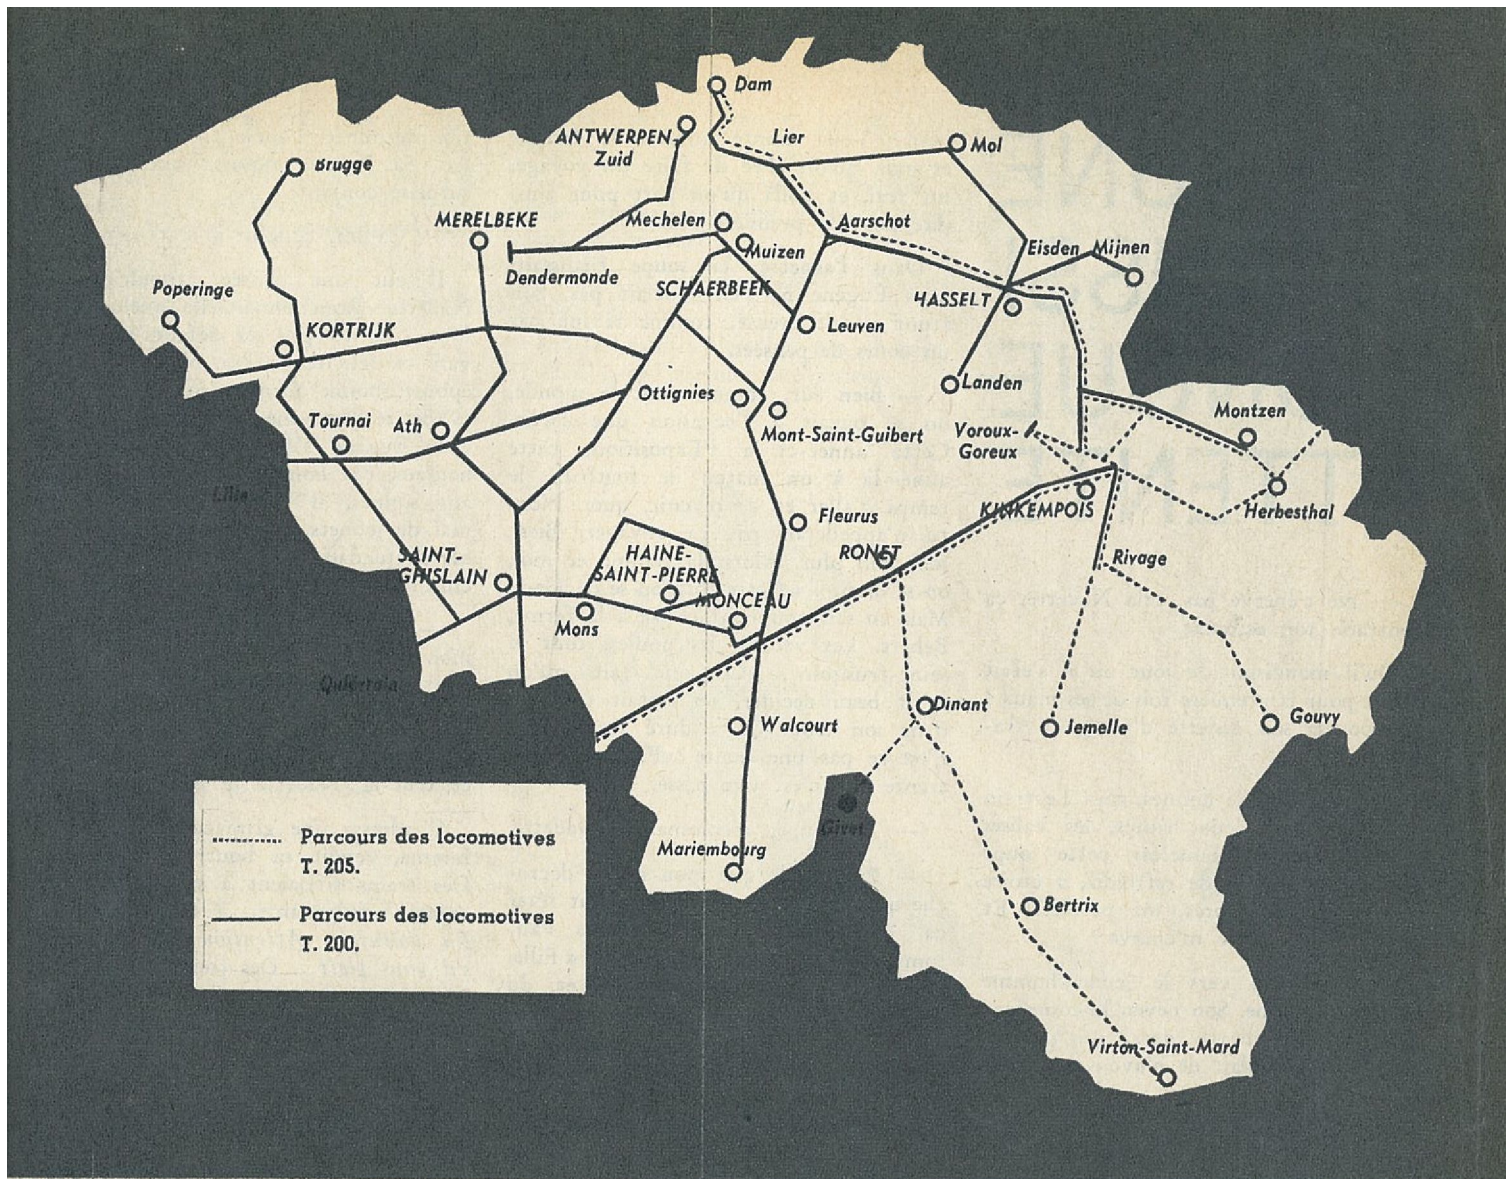 Dam
ANTWERPEN-
Zuid
Lier
Mol
Brugge
MERELBEKE
Mechelen
Aarschot
Muizen
Eisden Mijnen
Dendermonde
SCHAERBEEK
Poperinge
HASSELT
KORTRIJK
Leuven
Landen
Ottignies
Tournai
Ath
Mont-Saint-Guibert
Voroux-
Goreux
Montzen
Lille
Fleurus
KINKEMPOIS
Herbesthal
SAINT-
GHISLAIN
HAINE-
SAINT-PIERRE
RONET
Rivage
MONCEAU
Mons
Quiévrain
Walcourt
Dinant
Jemelle
Gouvy
Givet
Mariembourg
Bertrix
Virton-Saint-Mard
Parcours des locomotives
T. 205.
Parcours des locomotives
T. 200.